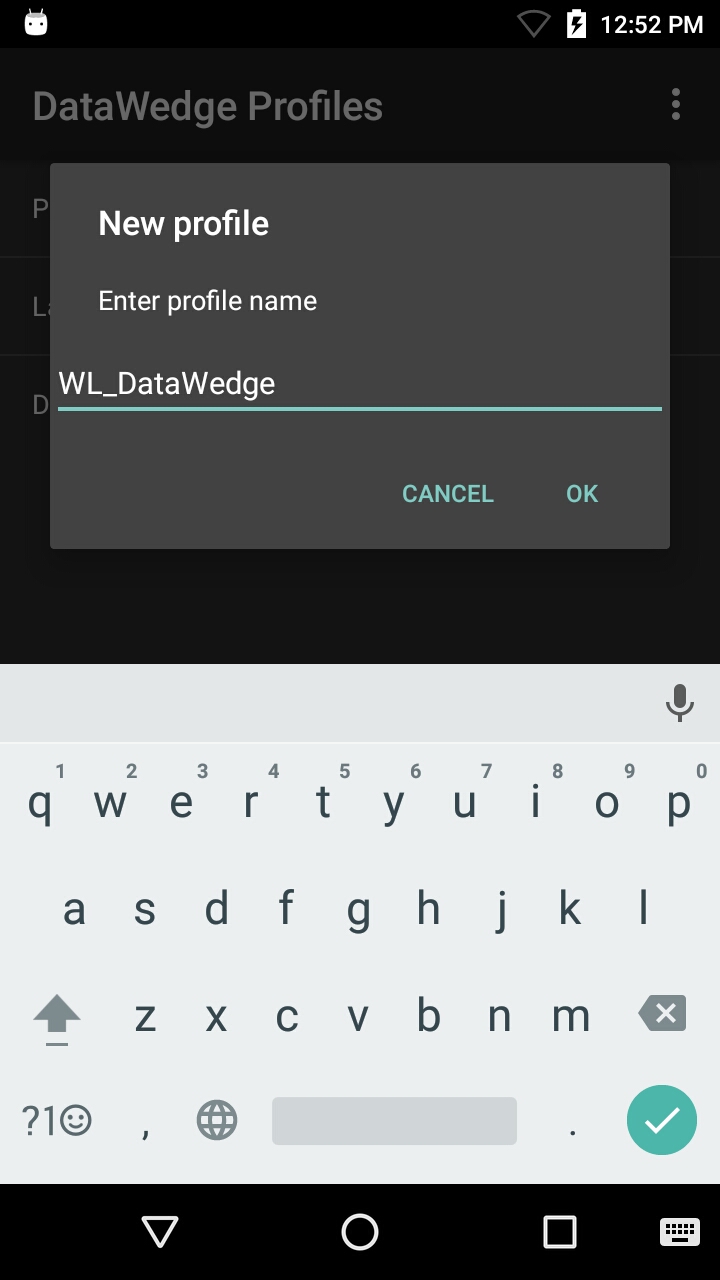 12:52 PM
DataWedge Profiles
P
New profile
Enter profile name
La
WL_DataWedge
D
CANCEL OK
1 2 3 4 5 6 7 8 9 0
q w e r t y u i o p
a s d f g h j k l
z x c v b n m
?1☺ , .